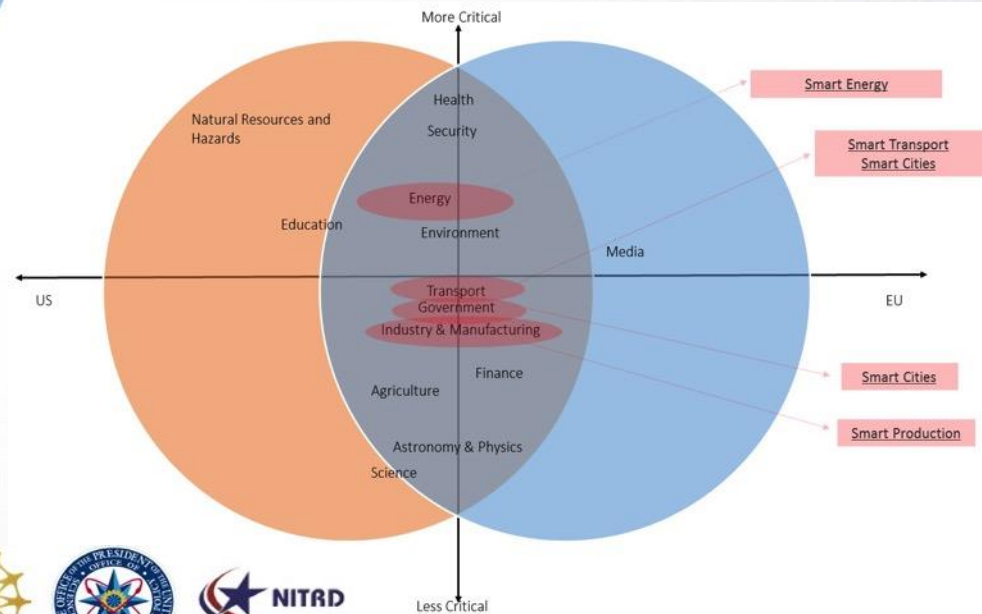 More Critical
Health
Security
Natural Resources and
Hazards
Smart Energy
Smart Transport
Smart Cities
Energy
Education
Environment
Media
US
EU
Transport
Government
Industry & Manufacturing
Finance
Smart Cities
Agriculture
Smart Production
Astronomy & Physics
Science
NITRD
Less Critical